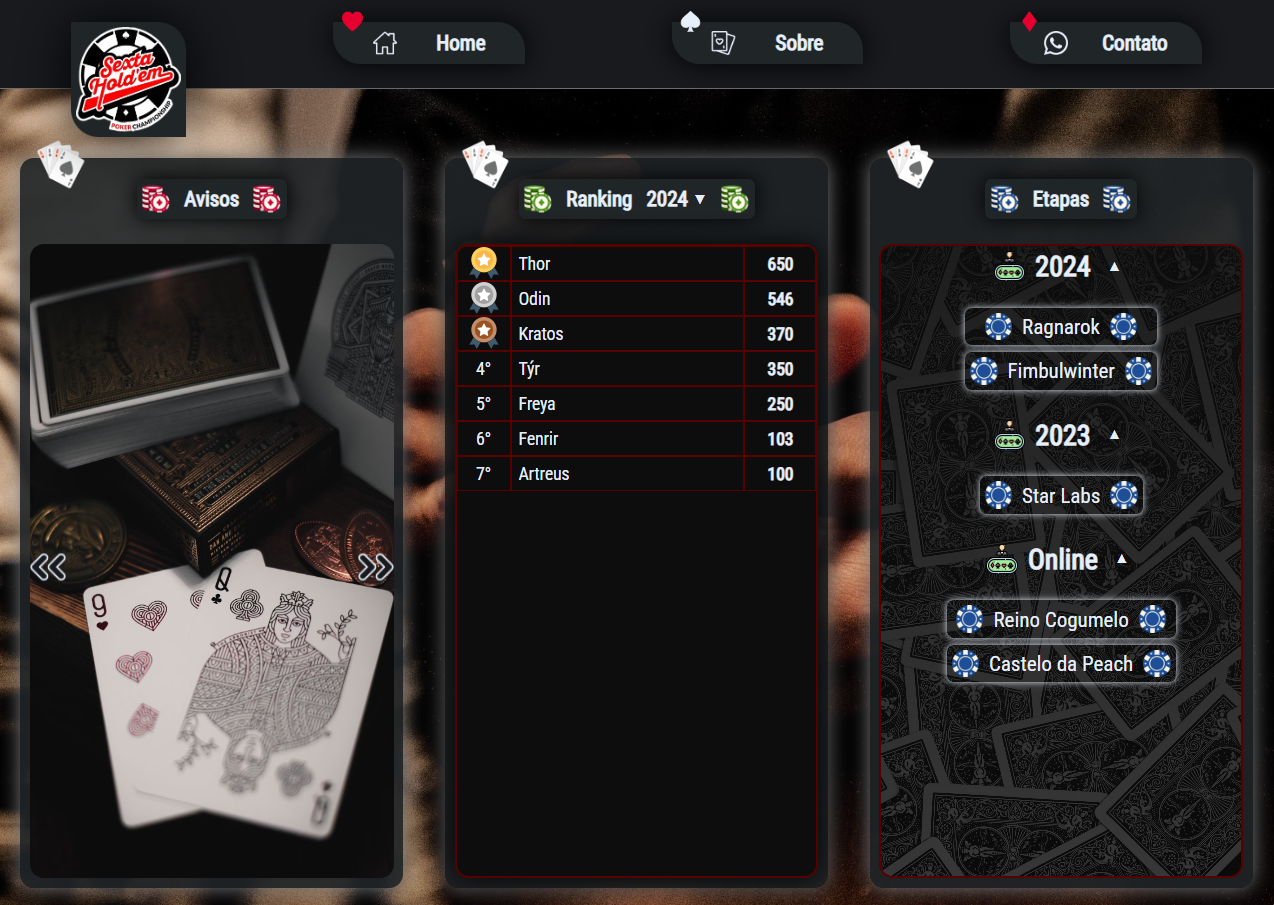 Sexta
Hold'em
POKER CHAMPIONSHIP
Home
Sobre
Contato
Avisos
9
Q
Ranking 2024 ▾
Thor 650
Odin 546
Kratos 370
4° Týr 350
5° Freya 250
6° Fenrir 103
7° Artreus 100
Etapas
2024
Ragnarok
Fimbulwinter
2023
Star Labs
Online
Reino Cogumelo
Castelo da Peach